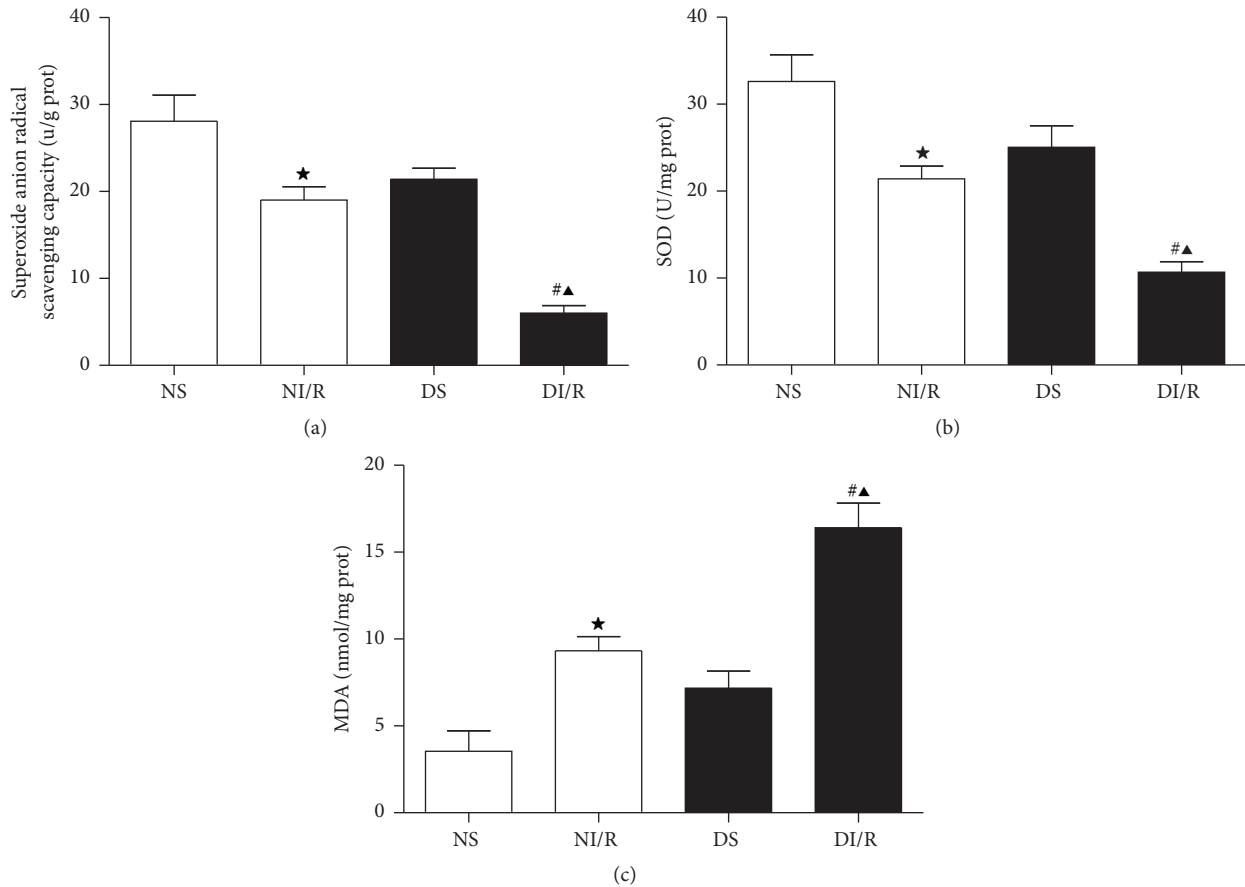 Superoxide anion radical
scavenging capacity (u/g prot)
40
30
20
10
0
★
#▲
NS
NI/R
DS
DI/R
(a)
SOD (U/mg prot)
40
30
20
10
0
★
#▲
NS
NI/R
DS
DI/R
(b)
MDA (nmol/mg prot)
20
15
10
5
0
★
#▲
NS
NI/R
DS
DI/R
(c)